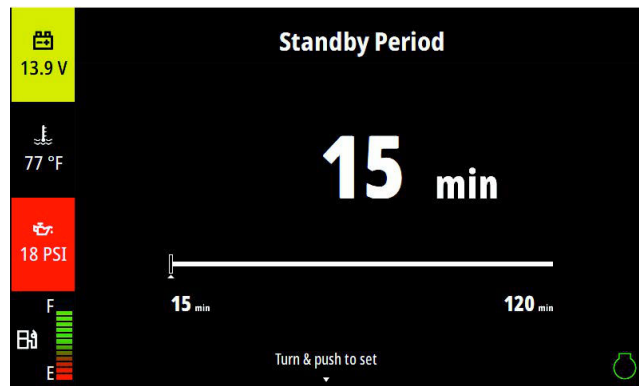 Standby Period
13.9 V
77 °F
18 PSI
F
E
15 min
15 min
120 min
Turn & push to set